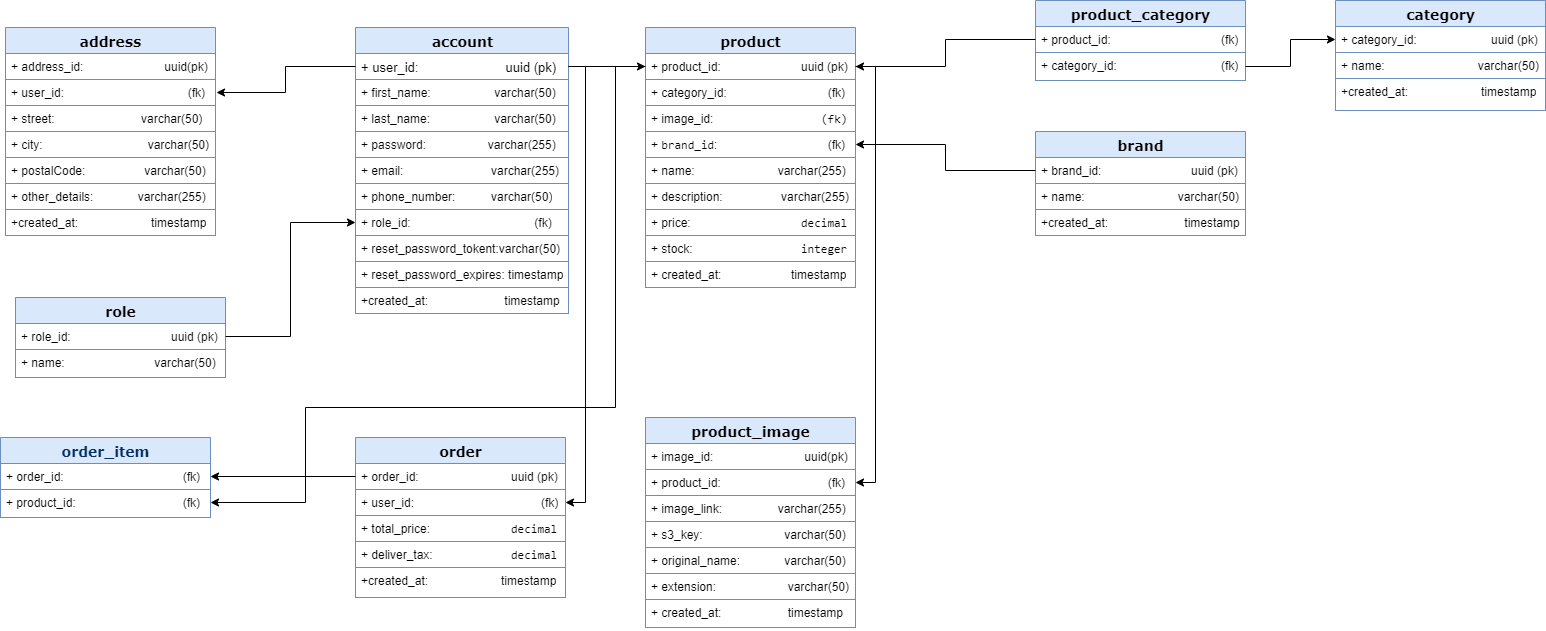 address
+ address_id: uuid(pk)
+ user_id: (fk)
+ street: varchar(50)
+ city: varchar(50)
+ postalCode: varchar(50)
+ other_details: varchar(255)
+created_at: timestamp
account
+ user_id: uuid (pk)
+ first_name: varchar(50)
+ last_name: varchar(50)
+ password: varchar(255)
+ email: varchar(255)
+ phone_number: varchar(50)
+ role_id: (fk)
+ reset_password_tokent:varchar(50)
+ reset_password_expires: timestamp
+created_at: timestamp
product
+ product_id: uuid (pk)
+ category_id: (fk)
+ image_id: (fk)
+ brand_id: (fk)
+ name: varchar(255)
+ description: varchar(255)
+ price: decimal
+ stock: integer
+ created_at: timestamp
product_category
+ product_id: (fk)
+ category_id: (fk)
category
+ category_id: uuid (pk)
+ name: varchar(50)
+created_at: timestamp
brand
+ brand_id: uuid (pk)
+ name: varchar(50)
+created_at: timestamp
role
+ role_id: uuid (pk)
+ name: varchar(50)
order_item
+ order_id: (fk)
+ product_id: (fk)
order
+ order_id: uuid (pk)
+ user_id: (fk)
+ total_price: decimal
+ deliver_tax: decimal
+created_at: timestamp
product_image
+ image_id: uuid(pk)
+ product_id: (fk)
+ image_link: varchar(255)
+ s3_key: varchar(50)
+ original_name: varchar(50)
+ extension: varchar(50)
+ created_at: timestamp